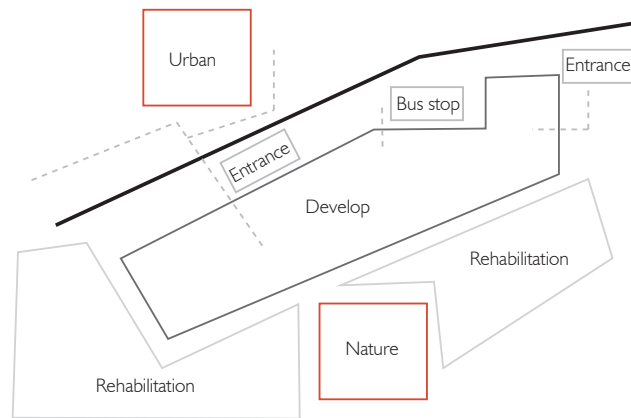 Urban
Entrance
Bus stop
Entrance
Develop
Rehabilitation
Nature
Rehabilitation